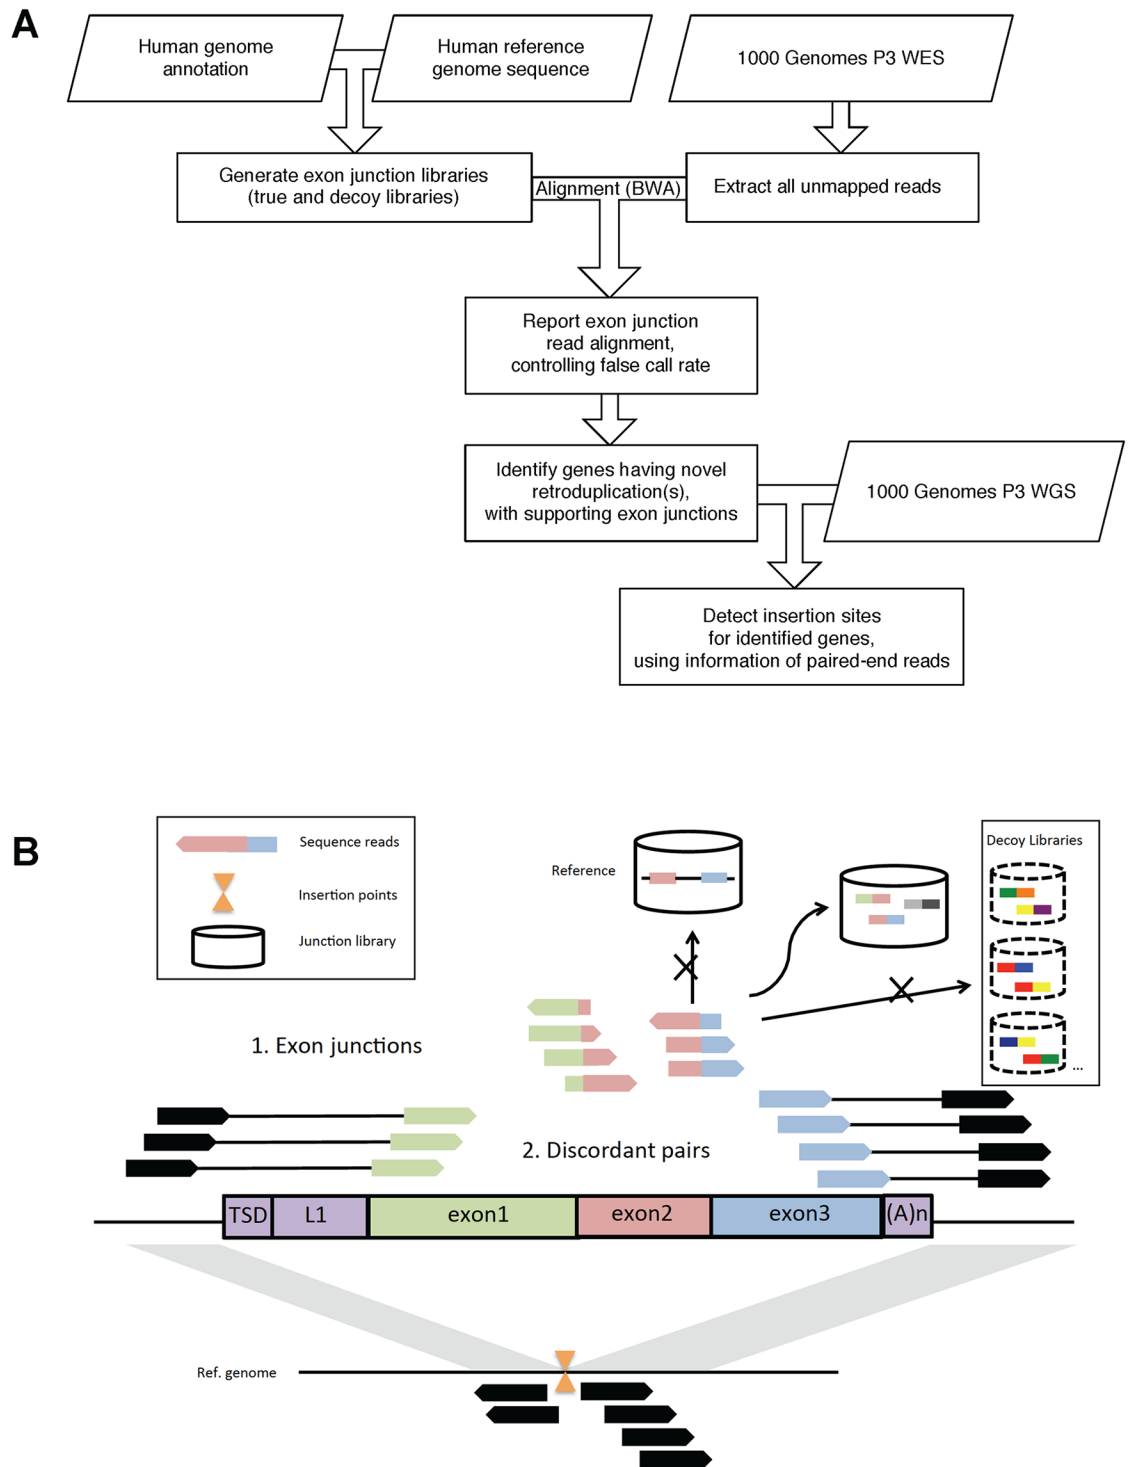 A
Human genome
annotation
Human reference
genome sequence
1000 Genomes P3 WES
Generate exon junction libraries
(true and decoy libraries)
Alignment (BWA)
Extract all unmapped reads
Report exon junction
read alignment,
controlling false call rate
Identify genes having novel
retroduplication(s),
with supporting exon junctions
1000 Genomes P3 WGS
Detect insertion sites
for identified genes,
using information of paired-end reads
B
Sequence reads
Insertion points
Junction library
Reference
Decoy Libraries
...
1. Exon junctions
2. Discordant pairs
TSD
L1
exon1
exon2
exon3
(A)n
Ref. genome